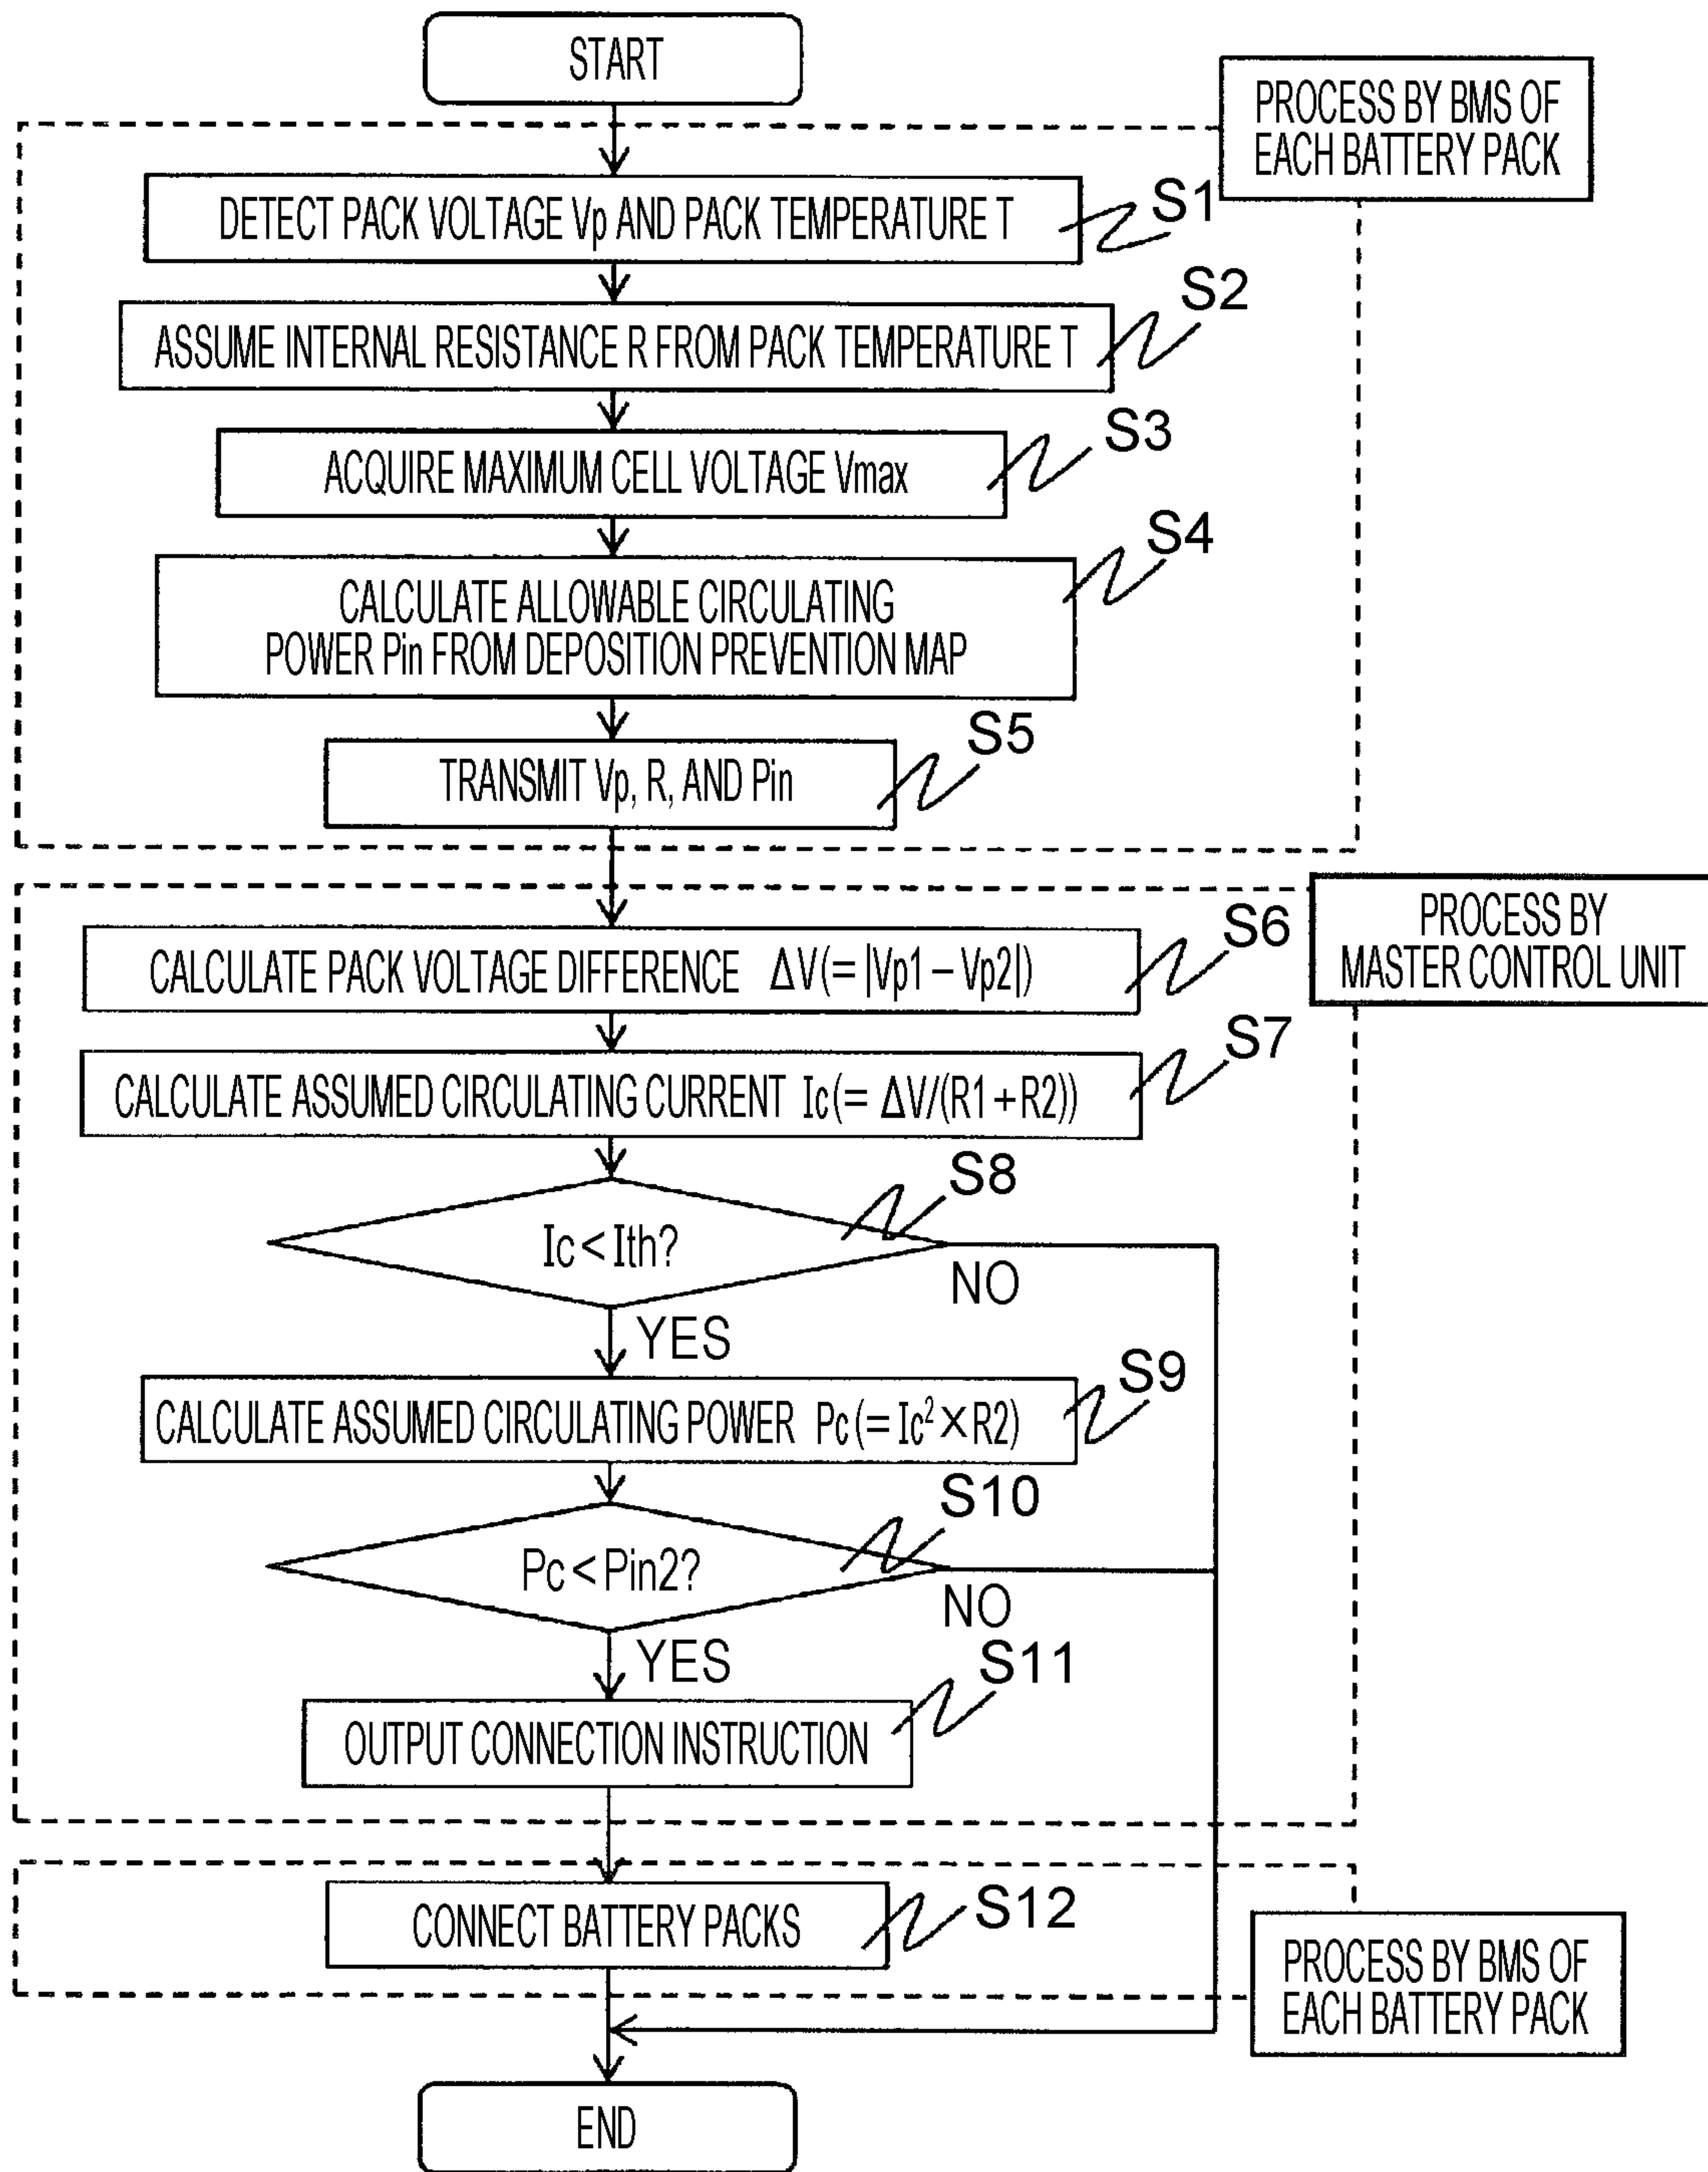 START
PROCESS BY BMS OF
EACH BATTERY PACK
DETECT PACK VOLTAGE Vp AND PACK TEMPERATURE T
S1
ASSUME INTERNAL RESISTANCE R FROM PACK TEMPERATURE T
S2
ACQUIRE MAXIMUM CELL VOLTAGE Vmax
S3
CALCULATE ALLOWABLE CIRCULATING
POWER Pin FROM DEPOSITION PREVENTION MAP
S4
TRANSMIT Vp, R, AND Pin
S5
PROCESS BY
MASTER CONTROL UNIT
CALCULATE PACK VOLTAGE DIFFERENCE ΔV(= |Vp1 − Vp2|)
S6
CALCULATE ASSUMED CIRCULATING CURRENT Ic(= ΔV/(R1+R2))
S7
Ic<Ith?
S8
NO
YES
CALCULATE ASSUMED CIRCULATING POWER Pc(=Ic²×R2)
S9
Pc<Pin2?
S10
NO
YES
OUTPUT CONNECTION INSTRUCTION
S11
CONNECT BATTERY PACKS
S12
PROCESS BY BMS OF
EACH BATTERY PACK
END